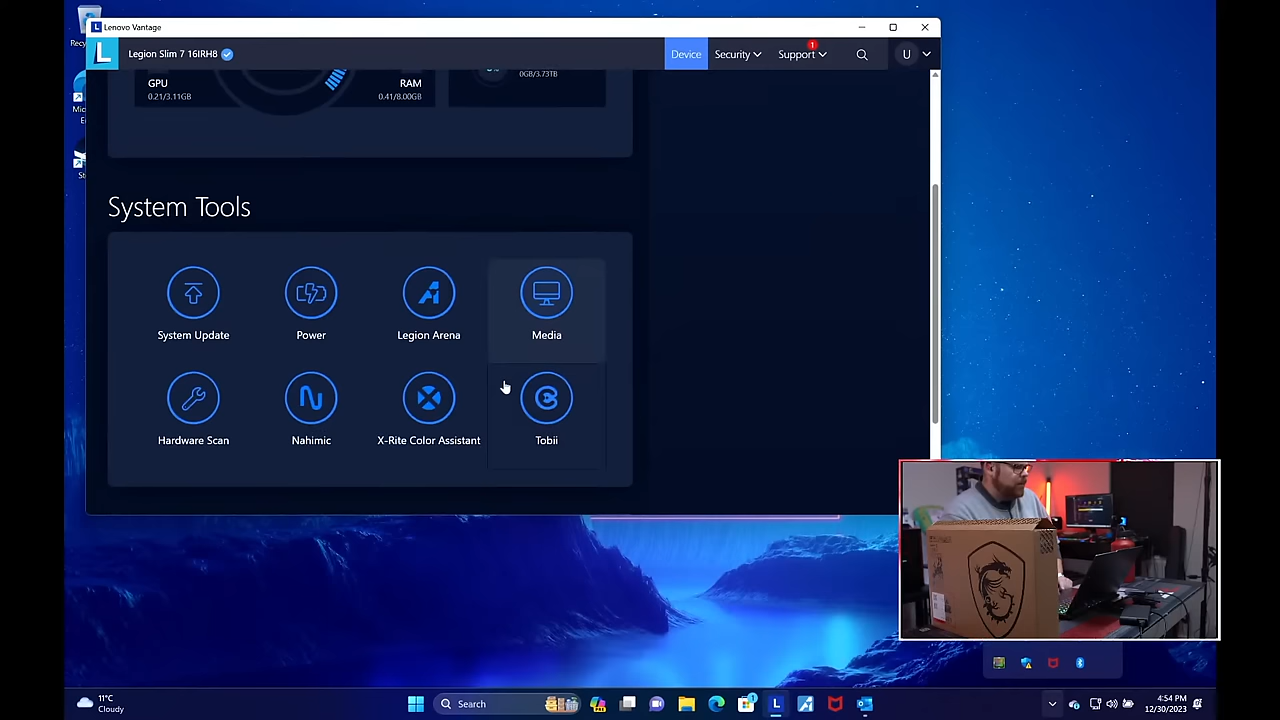 Lenovo Vantage
Legion Slim 7 16IRH8
Device
Security
Support
1
U
GPU
0.21/3.11GHz
RAM
0.41/8.00GB
0GB/3.73TB
System Tools
System Update
Power
Legion Arena
Media
Hardware Scan
Nahimic
X-Rite Color Assistant
Tobii
11°C
Cloudy
Search
4:54 PM
12/30/2023